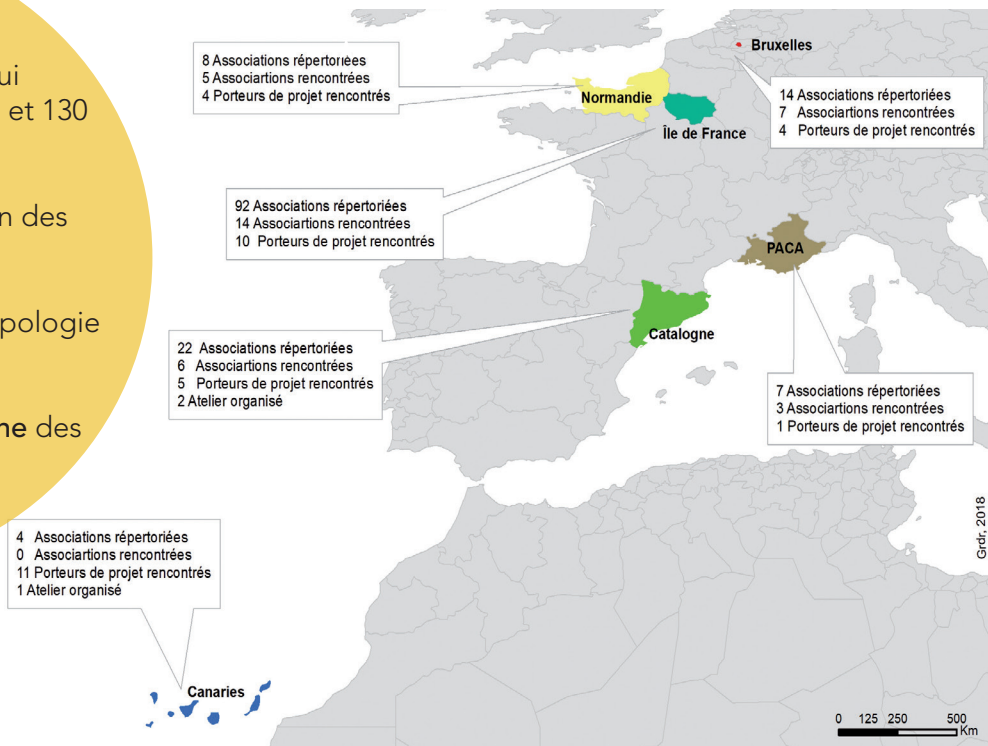 ui
et 130
n des
pologie
ne des
8 Associations répertoriées
5 Associartions rencontrées
4 Porteurs de projet rencontrés
Normandie
Île de France
Bruxelles
14 Associations répertoriées
7 Associartions rencontrées
4 Porteurs de projet rencontrés
92 Associations répertoriées
14 Associartions rencontrées
10 Porteurs de projet rencontrés
PACA
Catalogne
22 Associations répertoriées
6 Associartions rencontrées
5 Porteurs de projet rencontrés
2 Atelier organisé
7 Associations répertoriées
3 Associartions rencontrées
1 Porteurs de projet rencontrés
Grdr, 2018
4 Associations répertoriées
0 Associartions rencontrées
11 Porteurs de projet rencontrés
1 Atelier organisé
Canaries
0 125 250 500
Km